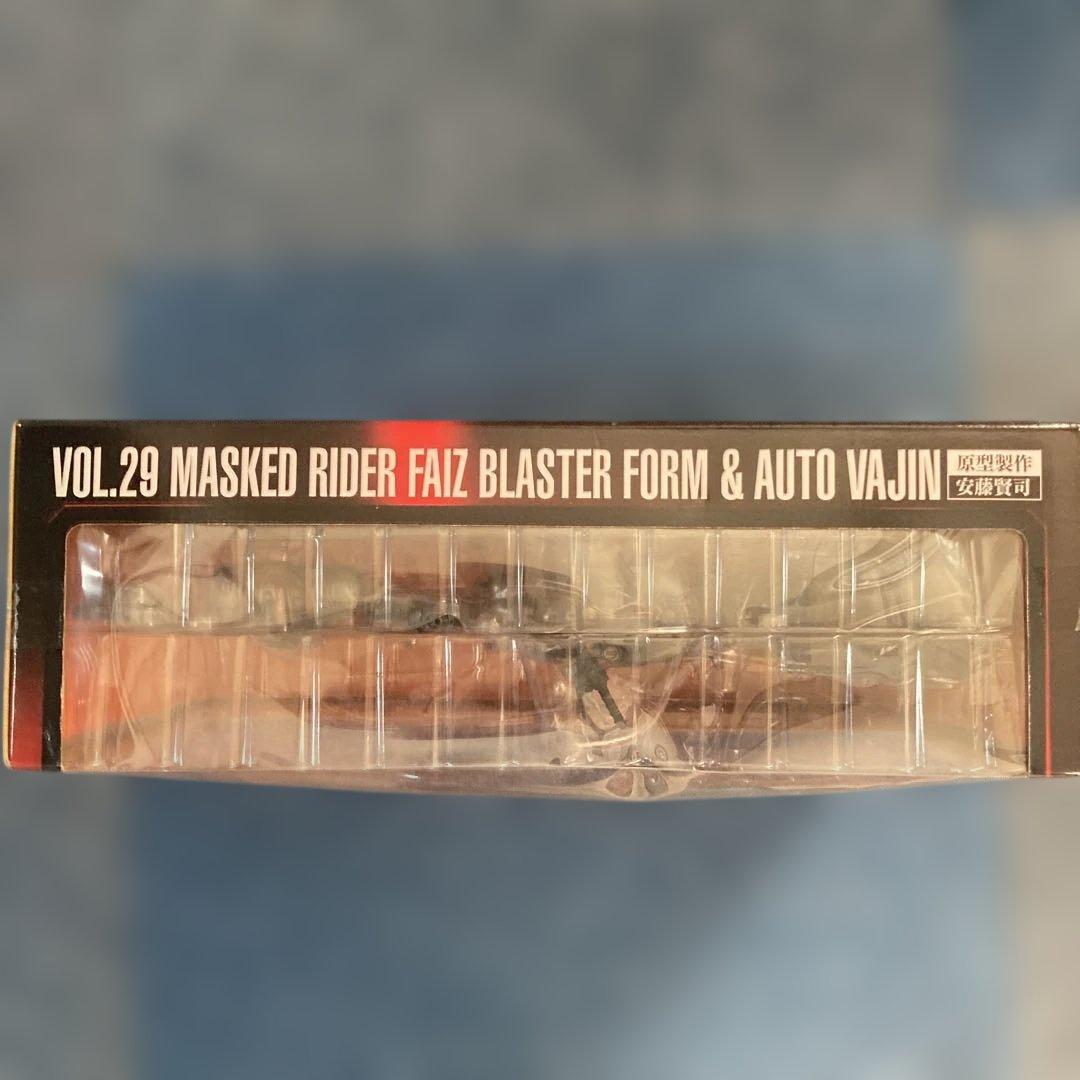 VOL.29 MASKED RIDER FAIZ BLASTER FORM & AUTO VAJIN
原型製作
安藤賢司